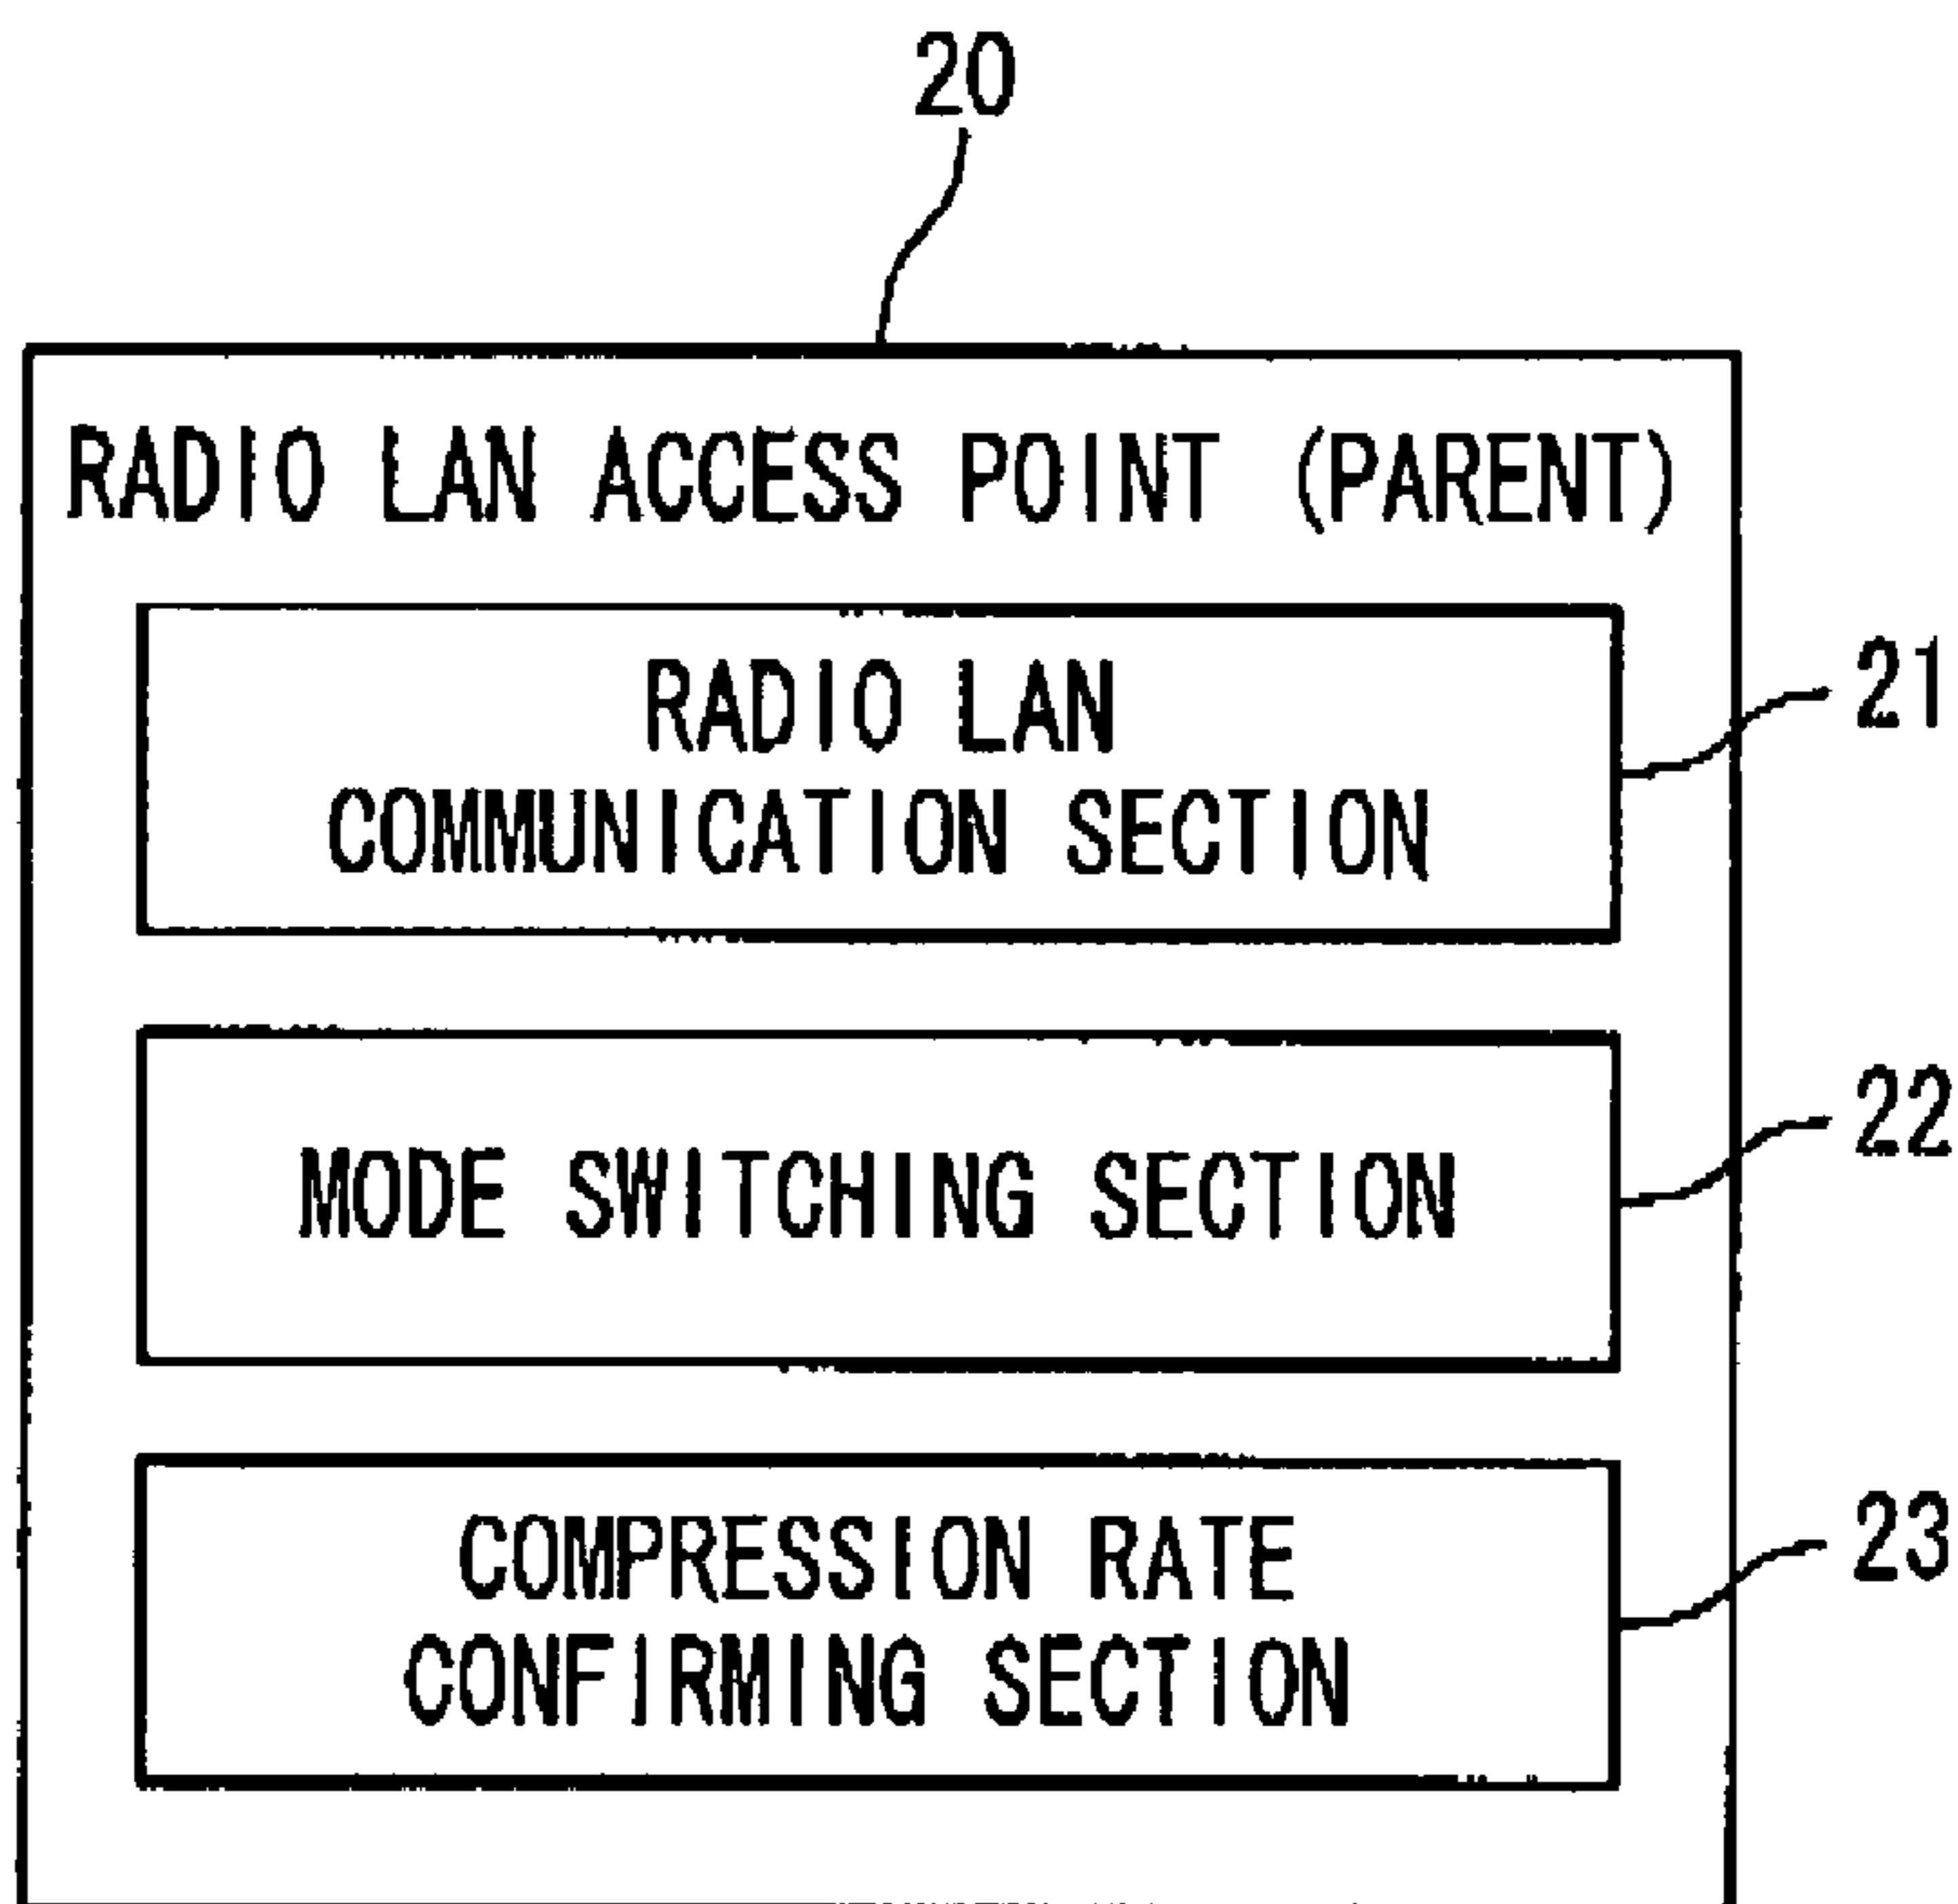 20
RADIO LAN ACCESS POINT (PARENT)
RADIO LAN
COMMUNICATION SECTION
21
MODE SWITCHING SECTION
22
COMPRESSION RATE
CONFIRMING SECTION
23